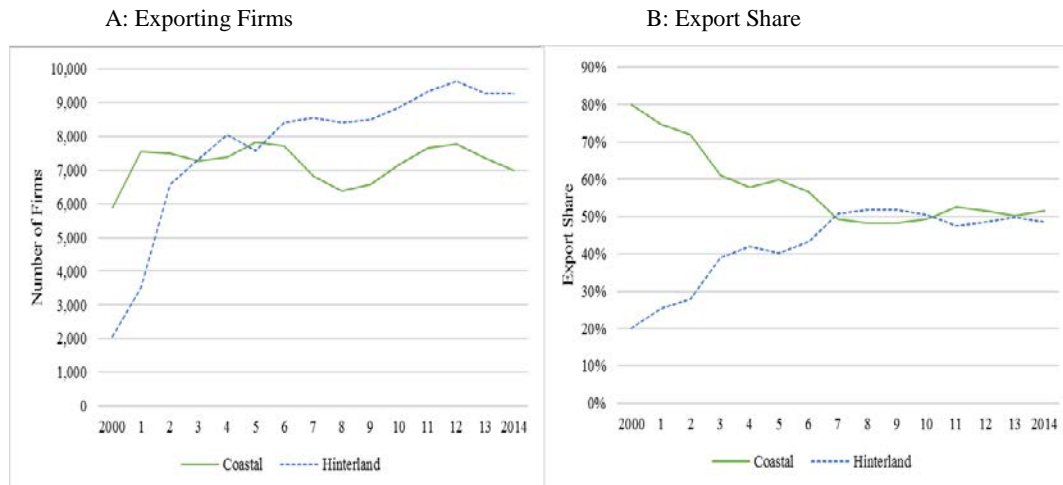 A: Exporting Firms
10,000
9,000
8,000
7,000
6,000
5,000
4,000
3,000
2,000
1,000
0
Number of Firms
2000 1 2 3 4 5 6 7 8 9 10 11 12 13 2014
Coastal Hinterland
B: Export Share
90%
80%
70%
60%
50%
40%
30%
20%
10%
0%
Export Share
2000 1 2 3 4 5 6 7 8 9 10 11 12 13 2014
Coastal Hinterland